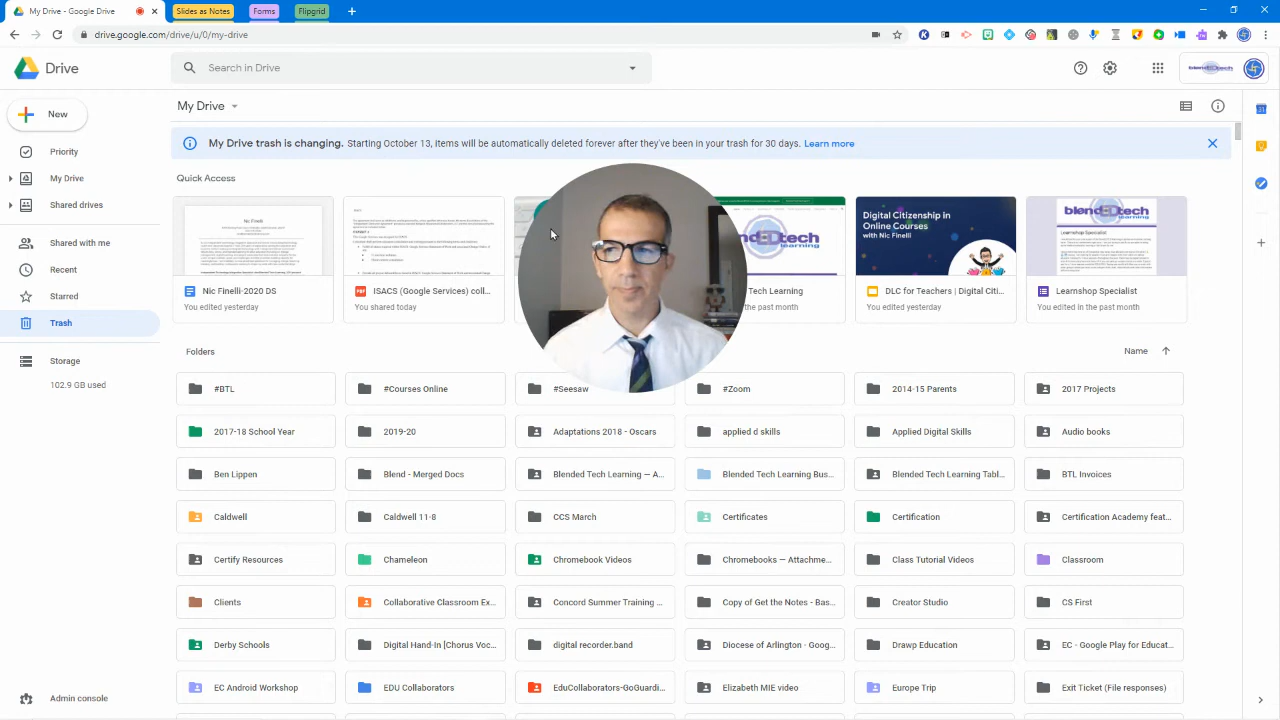 My Drive - Google Drive
Slides as Notes
Forms
Flipgrid
drive.google.com/drive/u/0/my-drive
Drive
Search in Drive
blendEDtech
New
My Drive
Priority
My Drive
Shared drives
Shared with me
Recent
Starred
Trash
Storage
102.9 GB used
Admin console
My Drive trash is changing. Starting October 13, items will be automatically deleted forever after they've been in your trash for 30 days. Learn more
Quick Access
Nic Finelli
Digital Citizenship in
Online Courses
with Nic Finelli
blendEDtech
learning
Learnshop Specialist
Nic Finelli-2020 DS
You edited yesterday
ISACS (Google Services) coll...
You shared today
Tech Learning
in the past month
DLC for Teachers | Digital Citi...
You edited yesterday
Learnshop Specialist
You edited in the past month
Folders
Name
#BTL
#Courses Online
#Seesaw
#Zoom
2014-15 Parents
2017 Projects
2017-18 School Year
2019-20
Adaptations 2018 - Oscars
applied d skills
Applied Digital Skills
Audio books
Ben Lippen
Blend - Merged Docs
Blended Tech Learning — A...
Blended Tech Learning Bus...
Blended Tech Learning Tabl...
BTL Invoices
Caldwell
Caldwell 11-8
CCS March
Certificates
Certification
Certification Academy feat...
Certify Resources
Chameleon
Chromebook Videos
Chromebooks — Attachme...
Class Tutorial Videos
Classroom
Clients
Collaborative Classroom Ex...
Concord Summer Training ...
Copy of Get the Notes - Bas...
Creator Studio
CS First
Derby Schools
Digital Hand-In [Chorus Voc...
digital recorder.band
Diocese of Arlington - Goog...
Drawp Education
EC - Google Play for Educat...
EC Android Workshop
EDU Collaborators
EduCollaborators-GoGuardi...
Elizabeth MIE video
Europe Trip
Exit Ticket (File responses)